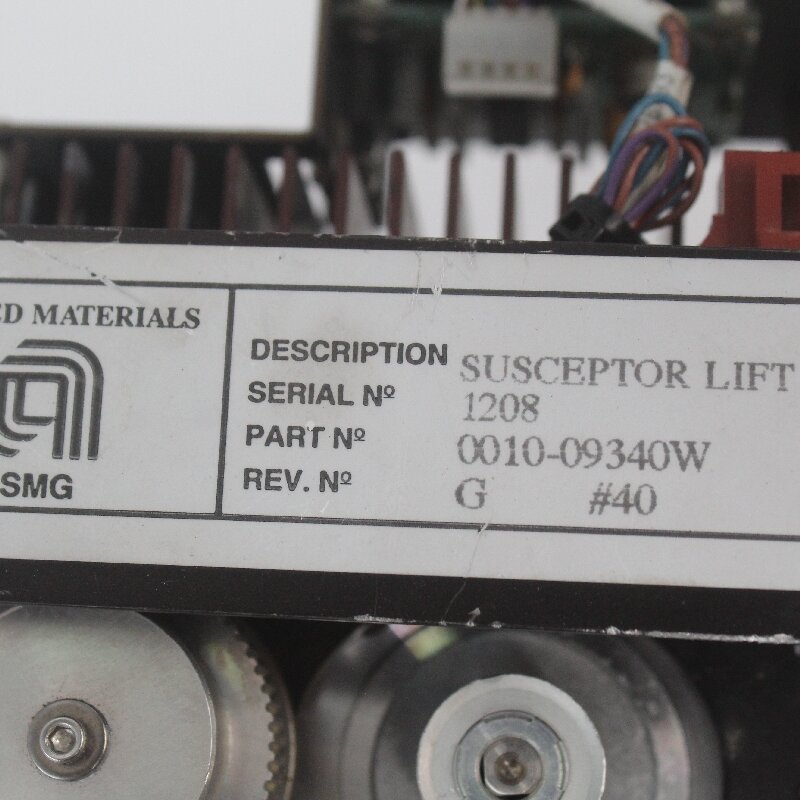 ED MATERIALS
SMG
DESCRIPTION SUSCEPTOR LIFT
SERIAL Nº 1208
PART Nº 0010-09340W
REV. Nº G #40